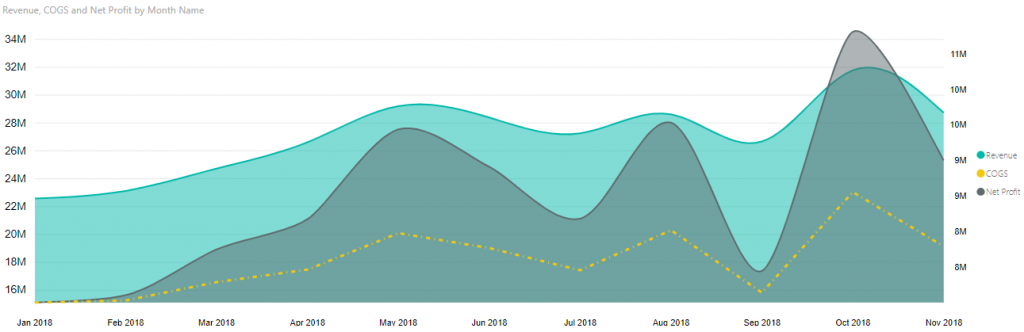 Revenue, COGS and Net Profit by Month Name
34M
32M
30M
28M
26M
24M
22M
20M
18M
16M
11M
10M
10M
9M
9M
8M
8M
Revenue
COGS
Net Profit
Jan 2018 Feb 2018 Mar 2018 Apr 2018 May 2018 Jun 2018 Jul 2018 Aug 2018 Sep 2018 Oct 2018 Nov 2018